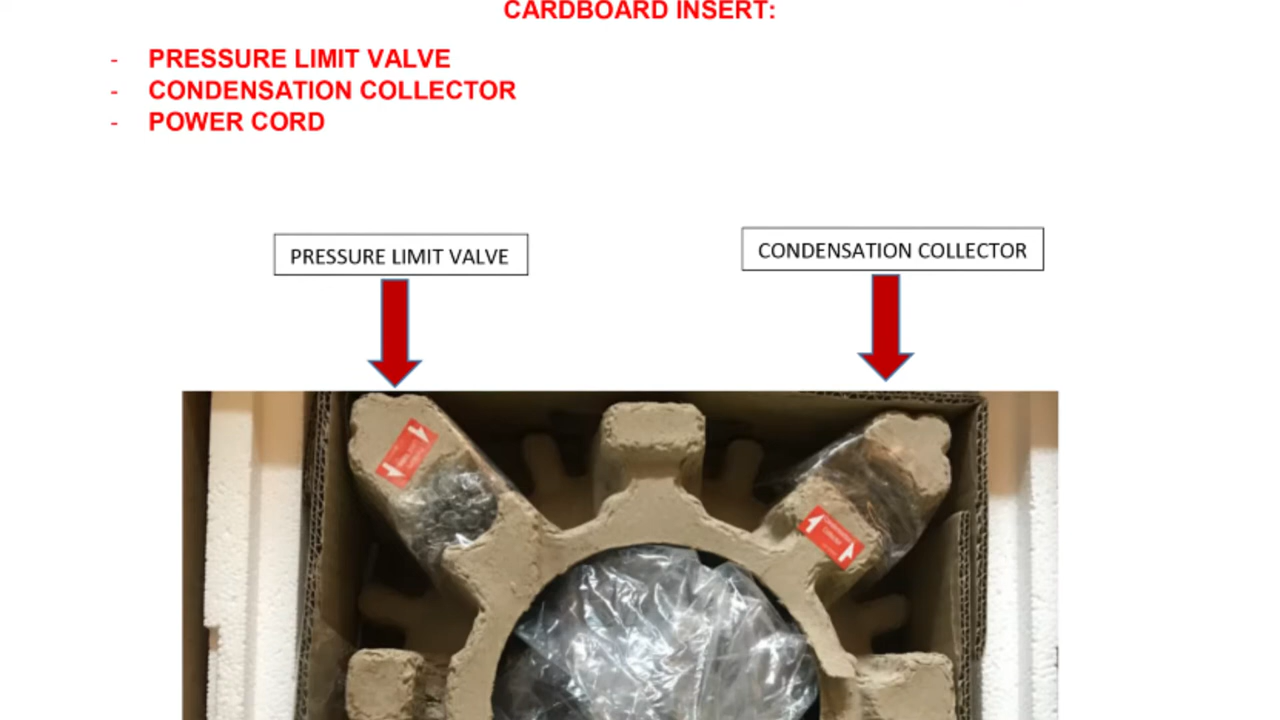 CARDBOARD INSERT:
- PRESSURE LIMIT VALVE
- CONDENSATION COLLECTOR
- POWER CORD
PRESSURE LIMIT VALVE
CONDENSATION COLLECTOR